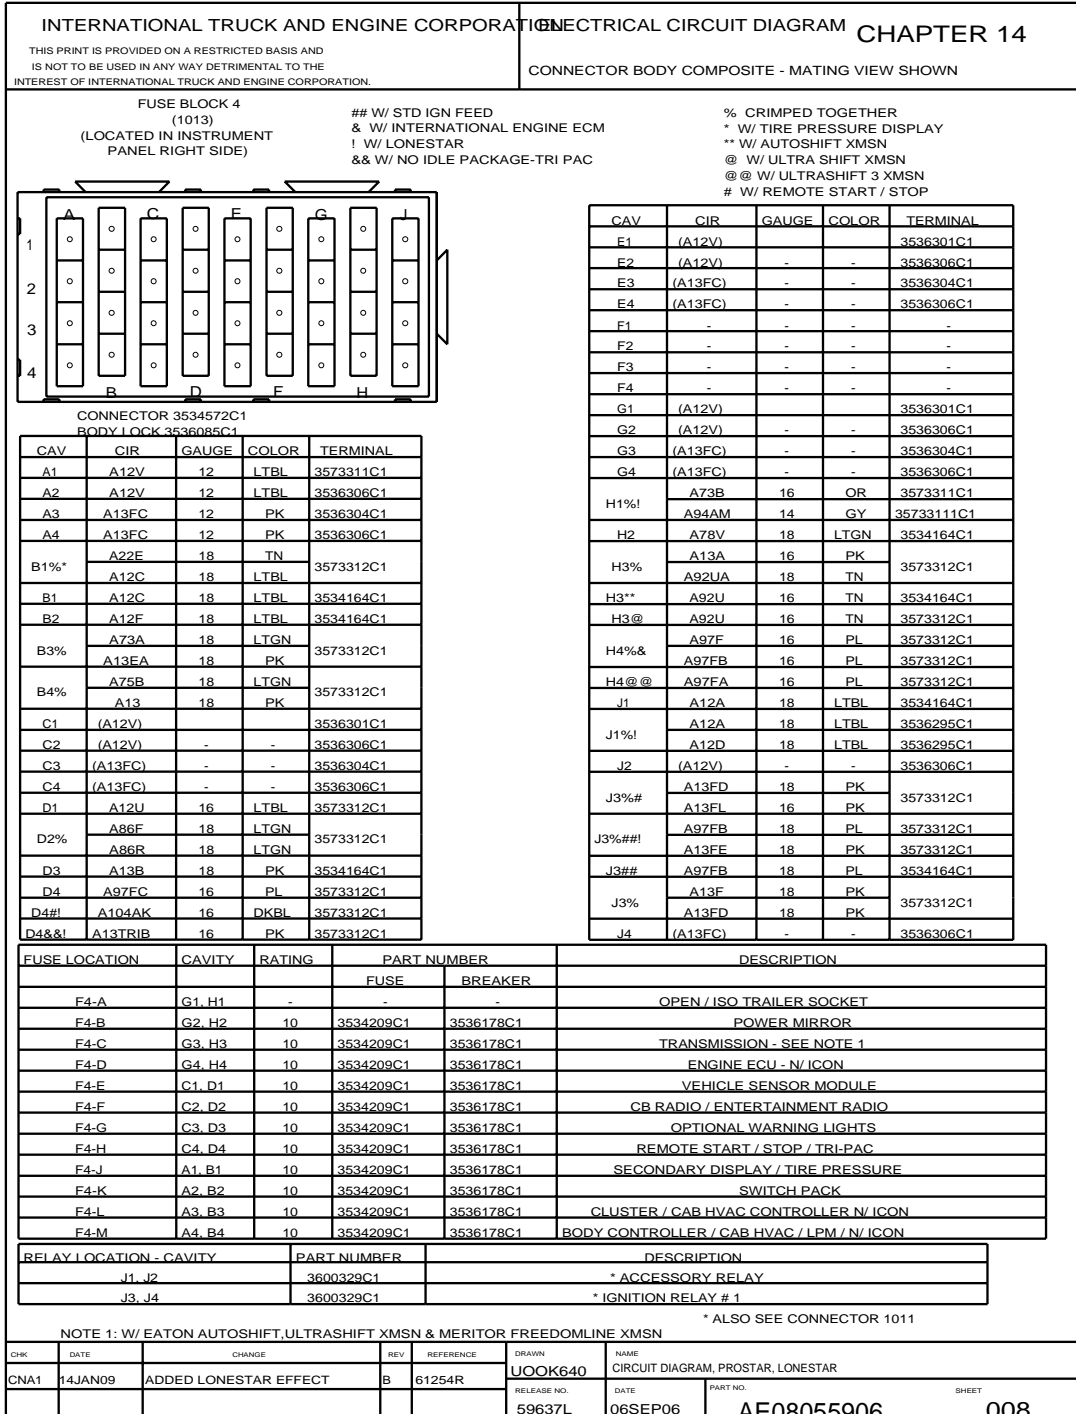 INTERNATIONAL TRUCK AND ENGINE CORPORATION
THIS PRINT IS PROVIDED ON A RESTRICTED BASIS AND
IS NOT TO BE USED IN ANY WAY DETRIMENTAL TO THE
INTEREST OF INTERNATIONAL TRUCK AND ENGINE CORPORATION.
ELECTRICAL CIRCUIT DIAGRAM CHAPTER 14
CONNECTOR BODY COMPOSITE - MATING VIEW SHOWN
FUSE BLOCK 4
(1013)
(LOCATED IN INSTRUMENT
PANEL RIGHT SIDE)
## W/ STD IGN FEED
& W/ INTERNATIONAL ENGINE ECM
! W/ LONESTAR
&& W/ NO IDLE PACKAGE-TRI PAC
% CRIMPED TOGETHER
* W/ TIRE PRESSURE DISPLAY
** W/ AUTOSHIFT XMSN
@ W/ ULTRA SHIFT XMSN
@@ W/ ULTRASHIFT 3 XMSN
# W/ REMOTE START / STOP
A C E G J
1
2
3
4
B D F H
CONNECTOR 3534572C1
BODY LOCK 3536085C1
CAV CIR GAUGE COLOR TERMINAL
A1 A12V 12 LTBL 3573311C1
A2 A12V 12 LTBL 3536306C1
A3 A13FC 12 PK 3536304C1
A4 A13FC 12 PK 3536306C1
B1%* A22E 18 TN 3573312C1
A12C 18 LTBL
B1 A12C 18 LTBL 3534164C1
B2 A12F 18 LTBL 3534164C1
B3% A73A 18 LTGN 3573312C1
A13EA 18 PK
B4% A75B 18 LTGN 3573312C1
A13 18 PK
C1 (A12V) 3536301C1
C2 (A12V) - - 3536306C1
C3 (A13FC) - - 3536304C1
C4 (A13FC) - - 3536306C1
D1 A12U 16 LTBL 3573312C1
D2% A86F 18 LTGN 3573312C1
A86R 18 LTGN
D3 A13B 18 PK 3534164C1
D4 A97FC 16 PL 3573312C1
D4#! A104AK 16 DKBL 3573312C1
D4&&! A13TRIB 16 PK 3573312C1
CAV CIR GAUGE COLOR TERMINAL
E1 (A12V) 3536301C1
E2 (A12V) - - 3536306C1
E3 (A13FC) - - 3536304C1
E4 (A13FC) - - 3536306C1
F1 - - - -
F2 - - - -
F3 - - - -
F4 - - - -
G1 (A12V) 3536301C1
G2 (A12V) - - 3536306C1
G3 (A13FC) - - 3536304C1
G4 (A13FC) - - 3536306C1
H1%! A73B 16 OR 3573311C1
A94AM 14 GY 35733111C1
H2 A78V 18 LTGN 3534164C1
H3% A13A 16 PK 3573312C1
A92UA 18 TN
H3** A92U 16 TN 3534164C1
H3@ A92U 16 TN 3573312C1
H4%& A97F 16 PL 3573312C1
A97FB 16 PL 3573312C1
H4@@ A97FA 16 PL 3573312C1
J1 A12A 18 LTBL 3534164C1
J1%! A12A 18 LTBL 3536295C1
A12D 18 LTBL 3536295C1
J2 (A12V) - - 3536306C1
J3%# A13FD 18 PK 3573312C1
A13FL 16 PK
J3%##! A97FB 18 PL 3573312C1
A13FE 18 PK 3573312C1
J3## A97FB 18 PL 3534164C1
J3% A13F 18 PK 3573312C1
A13FD 18 PK
J4 (A13FC) - - 3536306C1
FUSE LOCATION CAVITY RATING PART NUMBER DESCRIPTION
FUSE BREAKER
F4-A G1, H1 - - - OPEN / ISO TRAILER SOCKET
F4-B G2, H2 10 3534209C1 3536178C1 POWER MIRROR
F4-C G3, H3 10 3534209C1 3536178C1 TRANSMISSION - SEE NOTE 1
F4-D G4, H4 10 3534209C1 3536178C1 ENGINE ECU - N/ ICON
F4-E C1, D1 10 3534209C1 3536178C1 VEHICLE SENSOR MODULE
F4-F C2, D2 10 3534209C1 3536178C1 CB RADIO / ENTERTAINMENT RADIO
F4-G C3, D3 10 3534209C1 3536178C1 OPTIONAL WARNING LIGHTS
F4-H C4, D4 10 3534209C1 3536178C1 REMOTE START / STOP / TRI-PAC
F4-J A1, B1 10 3534209C1 3536178C1 SECONDARY DISPLAY / TIRE PRESSURE
F4-K A2, B2 10 3534209C1 3536178C1 SWITCH PACK
F4-L A3, B3 10 3534209C1 3536178C1 CLUSTER / CAB HVAC CONTROLLER N/ ICON
F4-M A4, B4 10 3534209C1 3536178C1 BODY CONTROLLER / CAB HVAC / LPM / N/ ICON
RELAY LOCATION - CAVITY PART NUMBER DESCRIPTION
J1, J2 3600329C1 * ACCESSORY RELAY
J3, J4 3600329C1 * IGNITION RELAY # 1
* ALSO SEE CONNECTOR 1011
NOTE 1: W/ EATON AUTOSHIFT,ULTRASHIFT XMSN & MERITOR FREEDOMLINE XMSN
CHK DATE CHANGE REV REFERENCE
CNA1 14JAN09 ADDED LONESTAR EFFECT B 61254R
DRAWN
UOOK640
NAME
CIRCUIT DIAGRAM, PROSTAR, LONESTAR
RELEASE NO. DATE PART NO. SHEET
59637L 06SEP06 AE08055906 008